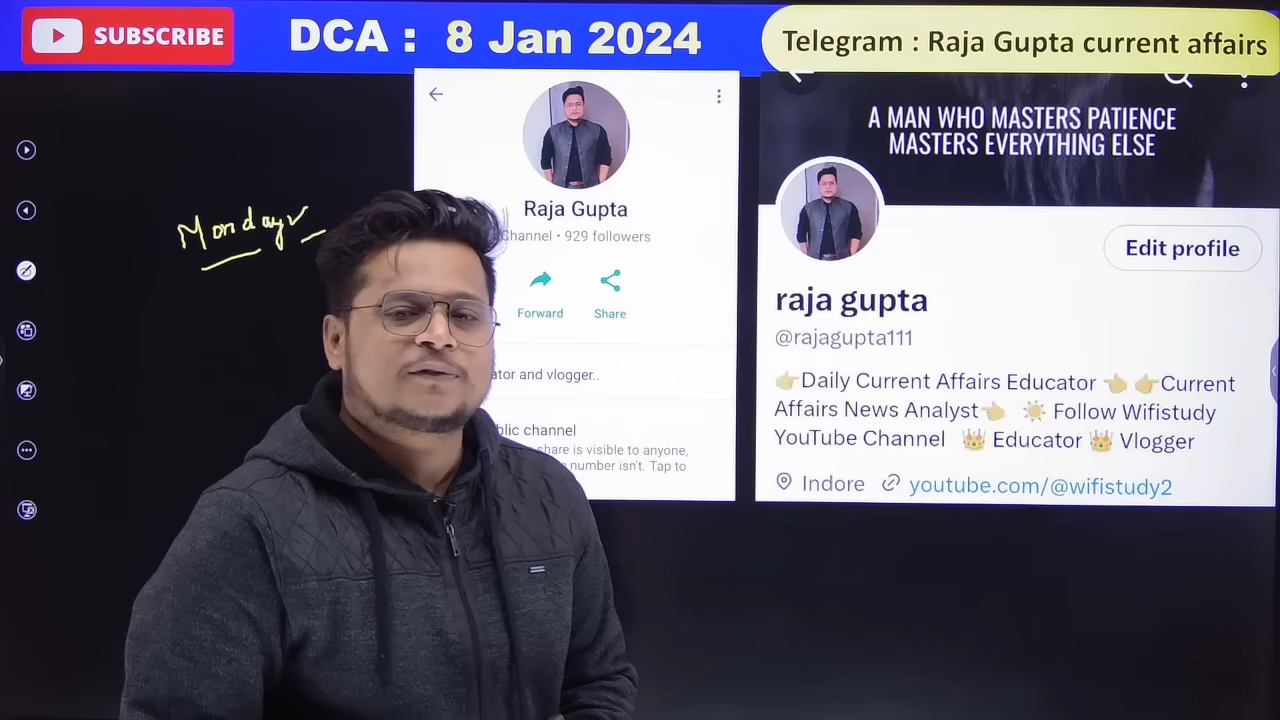 SUBSCRIBE
DCA : 8 Jan 2024
Telegram : Raja Gupta current affairs
Monday
Raja Gupta
Channel • 929 followers
Forward
Share
and vlogger..
channel
share is visible to anyone,
number isn't. Tap to
A MAN WHO MASTERS PATIENCE
MASTERS EVERYTHING ELSE
Edit profile
raja gupta
@rajagupta111
👉Daily Current Affairs Educator 👈 👉Current
Affairs News Analyst👈 ☀️ Follow Wifistudy
YouTube Channel 👑 Educator 👑 Vlogger
Indore youtube.com/@wifistudy2